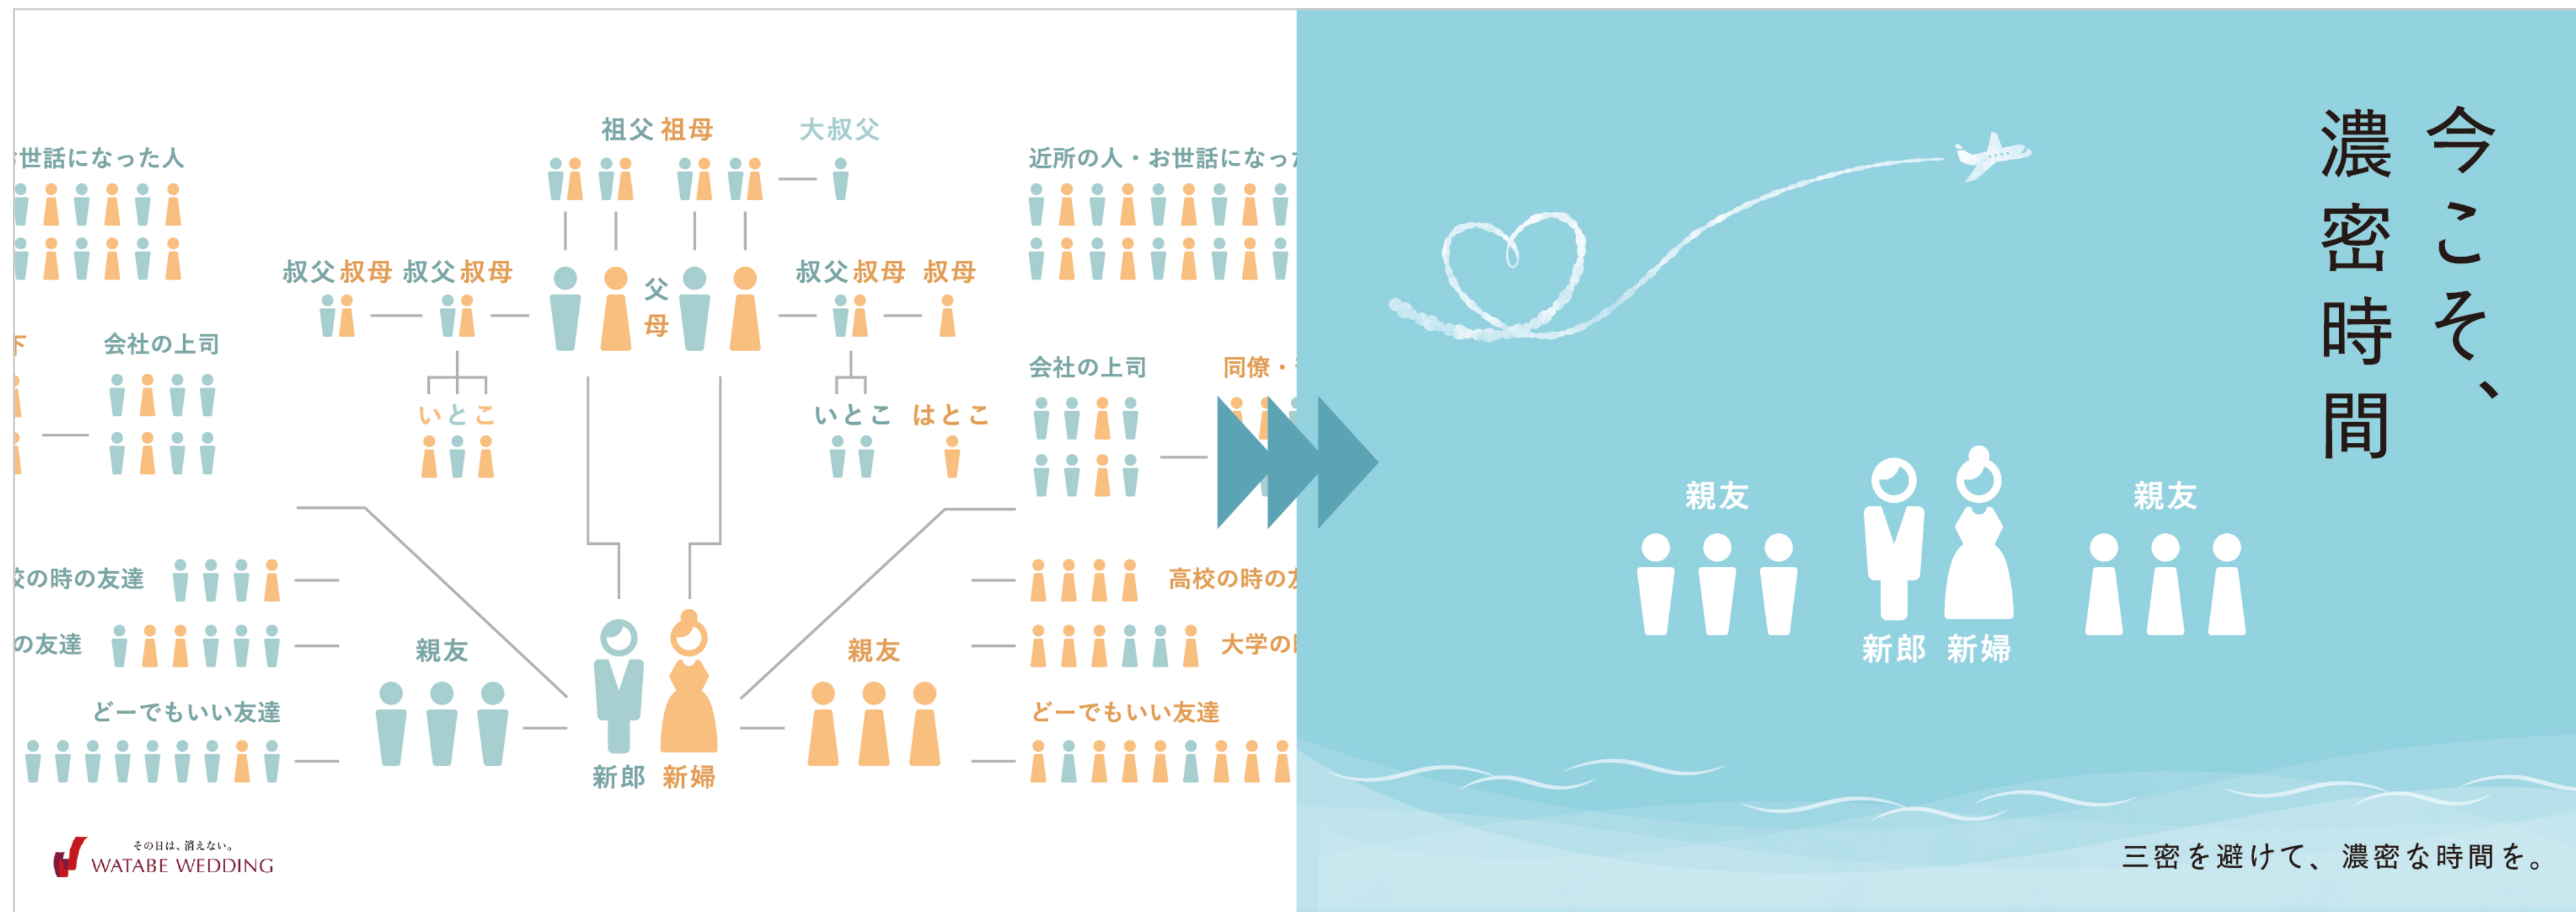 祖父 祖母
大叔父
世話になった人
近所の人・お世話になっ
叔父叔母 叔父叔母
父母
叔父叔母 叔母
下
会社の上司
いとこ
いとこ はとこ
会社の上司
同僚・
校の時の友達
高校の時の
の友達
大学の
親友
親友
どーでもいい友達
どーでもいい友達
新郎 新婦
その日は、消えない。
WATABE WEDDING
今こそ、
濃密時間
親友
親友
新郎 新婦
三密を避けて、濃密な時間を。